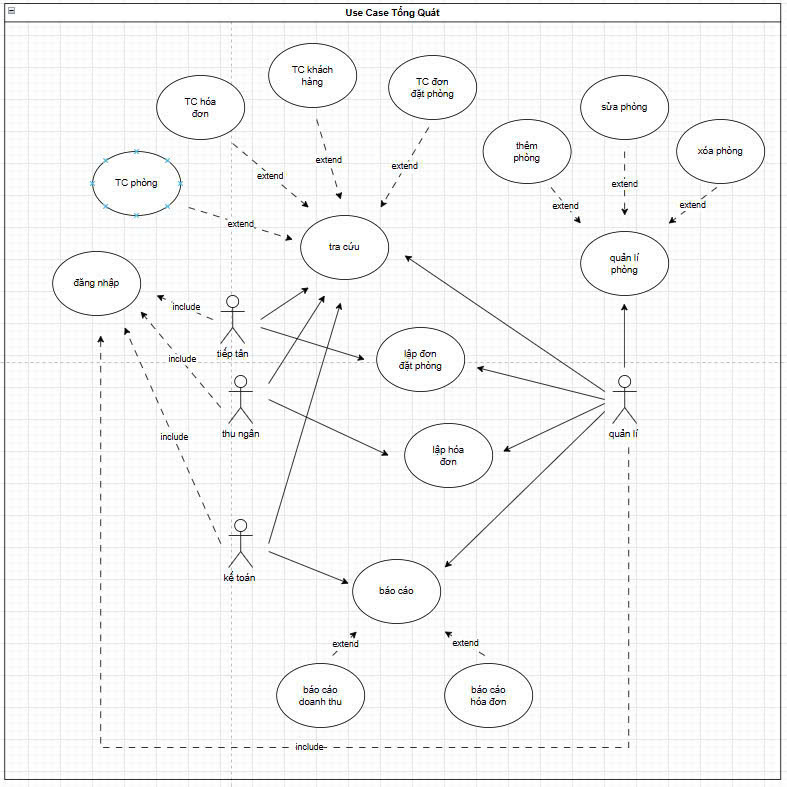 Use Case Tổng Quát
TC khách
hàng
TC đơn
đặt phòng
TC hóa
đơn
sửa phòng
thêm
phòng
xóa phòng
extend
extend
extend
extend
TC phòng
extend
extend
extend
tra cứu
quản lí
phòng
đăng nhập
include
tiếp tân
lập đơn
đặt phòng
include
thu ngân
quản lí
include
lập hóa
đơn
kế toán
báo cáo
extend
extend
báo cáo
doanh thu
báo cáo
hóa đơn
include